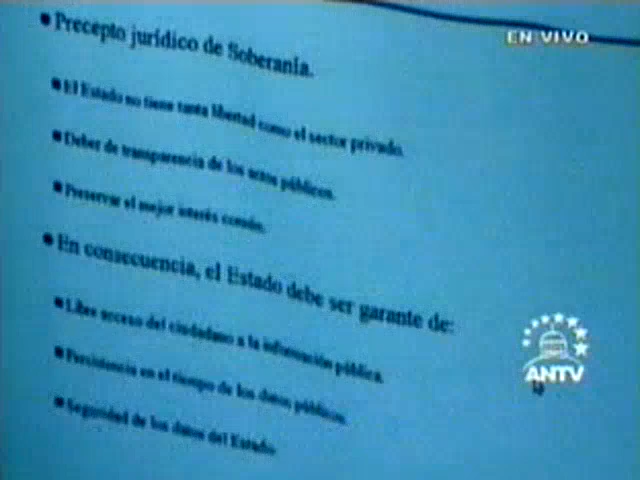 EN VIVO
Precepto jurídico de Soberanía.
El Estado no tiene tanta libertad como el sector privado.
Deber de transparencia de los actos públicos.
Preservar el mejor interés común.
En consecuencia, el Estado debe ser garante de:
Libre acceso del ciudadano a la información pública.
Persistencia en el tiempo de los datos públicos.
Seguridad de los datos del Estado
ANTV